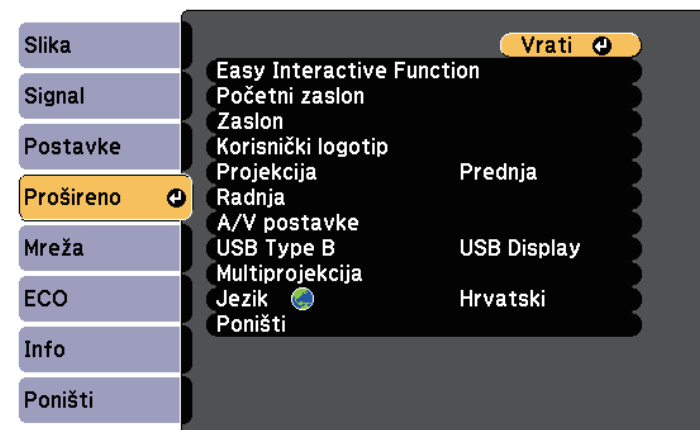 Slika
Signal
Postavke
Prošireno
Mreža
ECO
Info
Poništi
Vrati
Easy Interactive Function
Početni zaslon
Zaslon
Korisnički logotip
Projekcija Prednja
Radnja
A/V postavke
USB Type B USB Display
Multiprojekcija
Jezik Hrvatski
Poništi